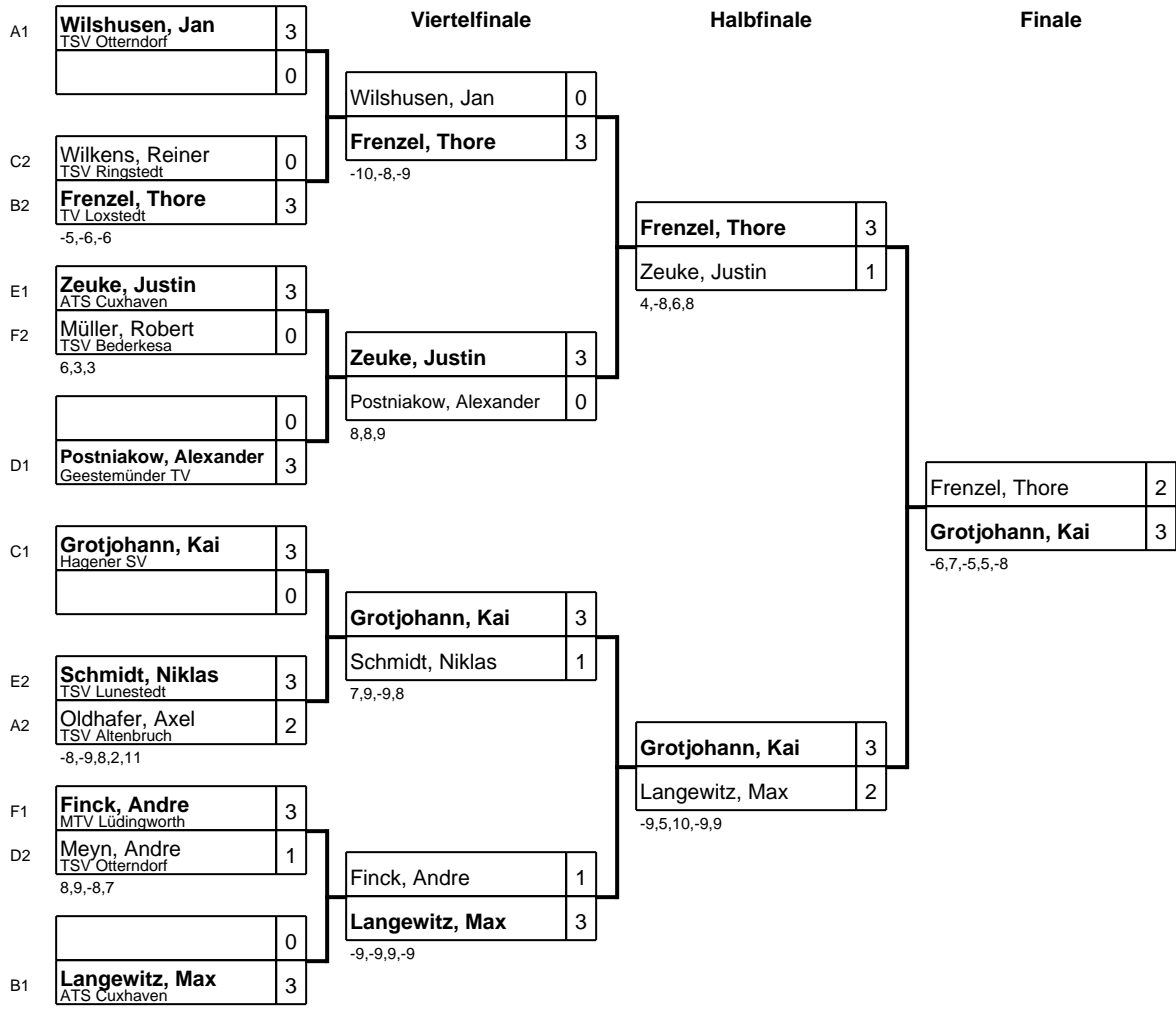 Viertelfinale
Halbfinale
Finale
A1
Wilshusen, Jan
TSV Otterndorf
3
0
C2
Wilkens, Reiner
TSV Ringstedt
0
B2
Frenzel, Thore
TV Loxstedt
3
-5,-6,-6
E1
Zeuke, Justin
ATS Cuxhaven
3
F2
Müller, Robert
TSV Bederkesa
0
6,3,3
0
D1
Postniakow, Alexander
Geestemünder TV
3
C1
Grotjohann, Kai
Hagener SV
3
0
E2
Schmidt, Niklas
TSV Lunestedt
3
A2
Oldhafer, Axel
TSV Altenbruch
2
-8,-9,8,2,11
F1
Finck, Andre
MTV Lüdingworth
3
D2
Meyn, Andre
TSV Otterndorf
1
8,9,-8,7
0
B1
Langewitz, Max
ATS Cuxhaven
3
Wilshusen, Jan 0
Frenzel, Thore 3
-10,-8,-9
Zeuke, Justin 3
Postniakow, Alexander 0
8,8,9
Grotjohann, Kai 3
Schmidt, Niklas 1
7,9,-9,8
Finck, Andre 1
Langewitz, Max 3
-9,-9,9,-9
Frenzel, Thore 3
Zeuke, Justin 1
4,-8,6,8
Grotjohann, Kai 3
Langewitz, Max 2
-9,5,10,-9,9
Frenzel, Thore 2
Grotjohann, Kai 3
-6,7,-5,5,-8